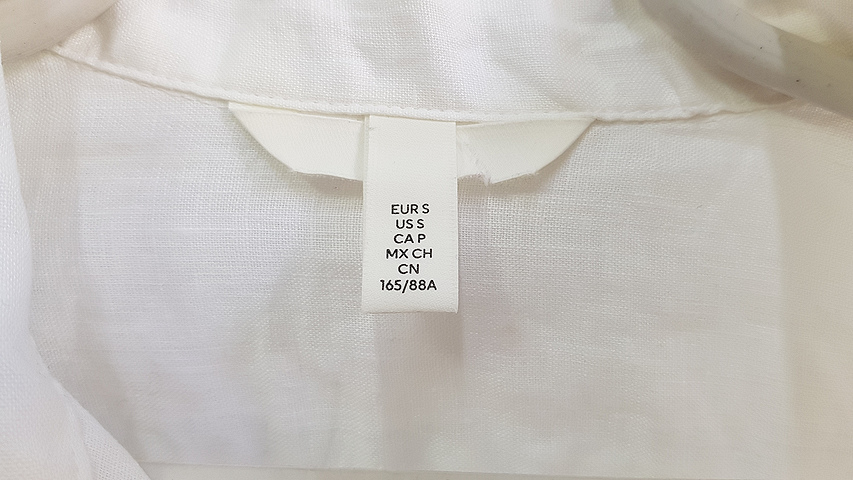 EUR S
US S
CA P
MX CH
CN
165/88A